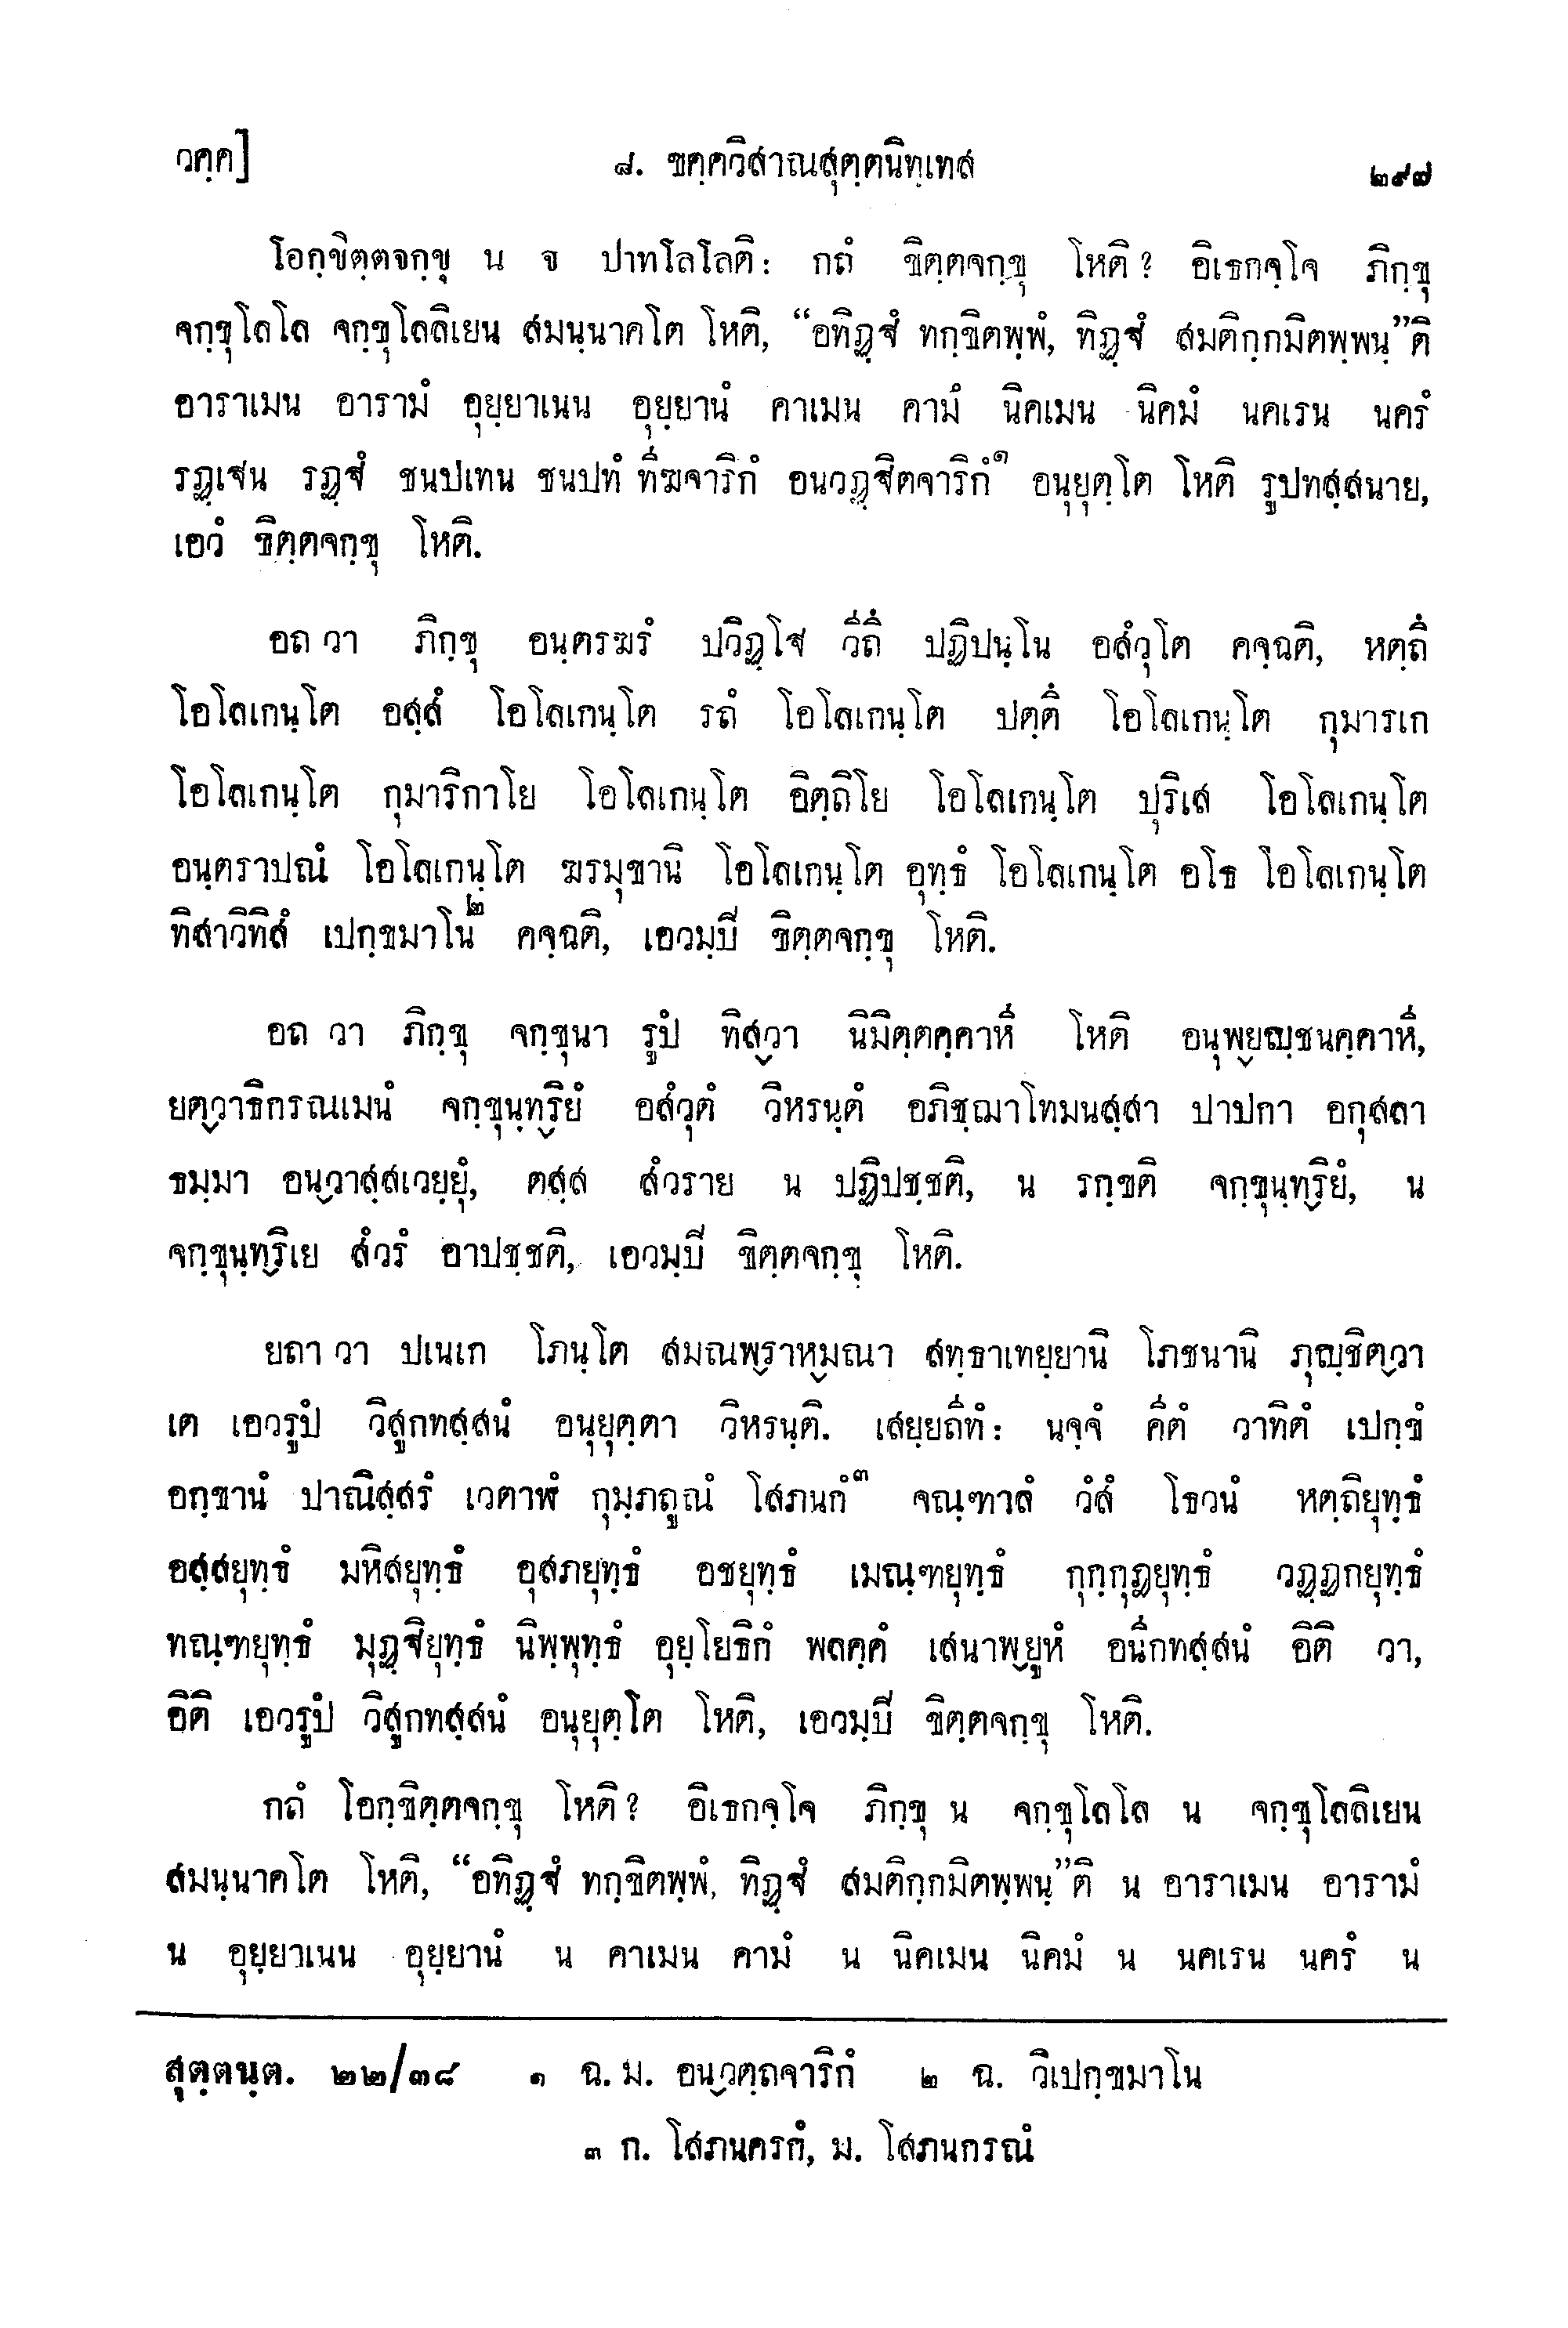 วคฺค]
๘. ขคฺควิสาณสุตฺตนิทฺเทส
๒๙๗
โอกฺขิตฺตจกฺขุ น จ ปาทโลโลติ: กถํ ขิตฺตจกฺขุ โหติ? อิเธกจฺโจ ภิกฺขุ
จกฺขุโลโล จกฺขุโลลิเยน สมนฺนาคโต โหติ, “อทิฏฺฐํ ทกฺขิตพฺพํ, ทิฏฺฐํ สมติกฺกมิตพฺพนฺ”ติ
อาราเมน อารามํ อุยฺยาเนน อุยฺยานํ คาเมน คามํ นิคเมน นิคมํ นคเรน นครํ
รฏฺเฐน รฏฺฐํ ชนปเทน ชนปทํ ทีฆจาริกํ อนวฏฺฐิตจาริกํ๑ อนุยุตฺโต โหติ รูปทสฺสนาย,
เอวํ ขิตฺตจกฺขุ โหติ.
อถ วา ภิกฺขุ อนฺตรฆรํ ปวิฏฺโฐ วีถึ ปฏิปนฺโน อสํวุโต คจฺฉติ, หตฺถึ
โอโลเกนฺโต อสฺสํ โอโลเกนฺโต รถํ โอโลเกนฺโต ปตฺตึ โอโลเกนฺโต กุมารเก
โอโลเกนฺโต กุมาริกาโย โอโลเกนฺโต อิตฺถิโย โอโลเกนฺโต ปุริเส โอโลเกนฺโต
อนฺตราปณํ โอโลเกนฺโต ฆรมุขานิ โอโลเกนฺโต อุทฺธํ โอโลเกนฺโต อโธ โอโลเกนฺโต
ทิสาวิทิสํ เปกฺขมาโน๒ คจฺฉติ, เอวมฺปิ ขิตฺตจกฺขุ โหติ.
อถ วา ภิกฺขุ จกฺขุนา รูปํ ทิสฺวา นิมิตฺตคฺคาหี โหติ อนุพฺยญฺชนคฺคาหี,
ยตฺวาธิกรณเมนํ จกฺขุนฺทฺริยํ อสํวุตํ วิหรนฺตํ อภิชฺฌาโทมนสฺสา ปาปกา อกุสลา
ธมฺมา อนฺวาสฺสเวยฺยุํ, ตสฺส สํวราย น ปฏิปชฺชติ, น รกฺขติ จกฺขุนฺทฺริยํ, น
จกฺขุนฺทฺริเย สํวรํ อาปชฺชติ, เอวมฺปิ ขิตฺตจกฺขุ โหติ.
ยถา วา ปเนเก โภนฺโต สมณพฺราหฺมณา สทฺธาเทยฺยานิ โภชนานิ ภุญฺชิตฺวา
เต เอวรูปํ วิสูกทสฺสนํ อนุยุตฺตา วิหรนฺติ. เสยฺยถีทํ: นจฺจํ คีตํ วาทิตํ เปกฺขํ
อกฺขานํ ปาณิสฺสรํ เวตาฬํ กุมฺภถูณํ โสภนกํ๓ จณฺฑาลํ วํสํ โธวนํ หตฺถิยุทฺธํ
อสฺสยุทฺธํ มหิสยุทฺธํ อุสภยุทฺธํ อชยุทฺธํ เมณฺฑยุทฺธํ กุกฺกุฏยุทฺธํ วฏฺฏกยุทฺธํ
ทณฺฑยุทฺธํ มุฏฺฐิยุทฺธํ นิพฺพุทฺธํ อุยฺโยธิกํ พลคฺคํ เสนาพฺยูหํ อนีกทสฺสนํ อิติ วา,
อิติ เอวรูปํ วิสูกทสฺสนํ อนุยุตฺโต โหติ, เอวมฺปิ ขิตฺตจกฺขุ โหติ.
กถํ โอกฺขิตฺตจกฺขุ โหติ? อิเธกจฺโจ ภิกฺขุ น จกฺขุโลโล น จกฺขุโลลิเยน
สมนฺนาคโต โหติ, “อทิฏฺฐํ ทกฺขิตพฺพํ, ทิฏฺฐํ สมติกฺกมิตพฺพนฺ”ติ น อาราเมน อารามํ
น อุยฺยาเนน อุยฺยานํ น คาเมน คามํ น นิคเมน นิคมํ น นคเรน นครํ น
สุตฺตนฺต. ๒๒/๓๘ ๑ ฉ. ม. อนฺวตฺถจาริกํ ๒ ฉ. วิเปกฺขมาโน
๓ ก. โสภนครกํ, ม. โสภนกรณํ